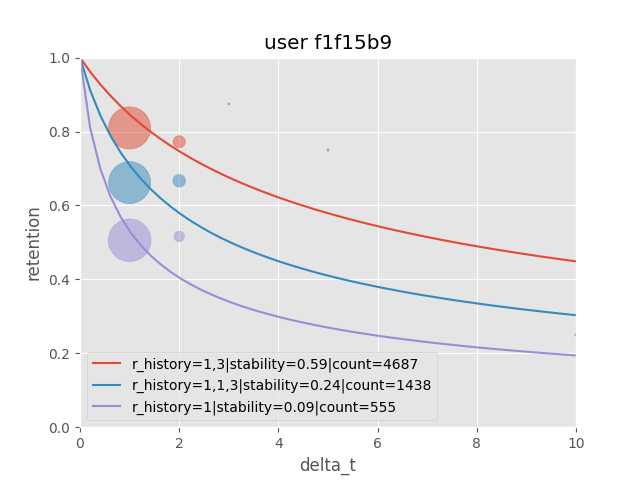 user f1f15b9
1.0
0.8
0.6
0.4
0.2
0.0
retention
r_history=1,3|stability=0.59|count=4687
r_history=1,1,3|stability=0.24|count=1438
r_history=1|stability=0.09|count=555
0 2 4 6 8 10
delta_t